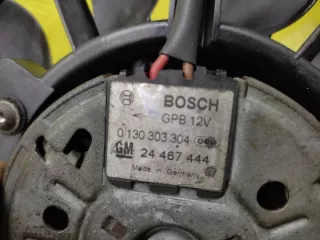 BOSCH
GPB 12V
0 130 303 304
GM 24 467 444
Made in Germany